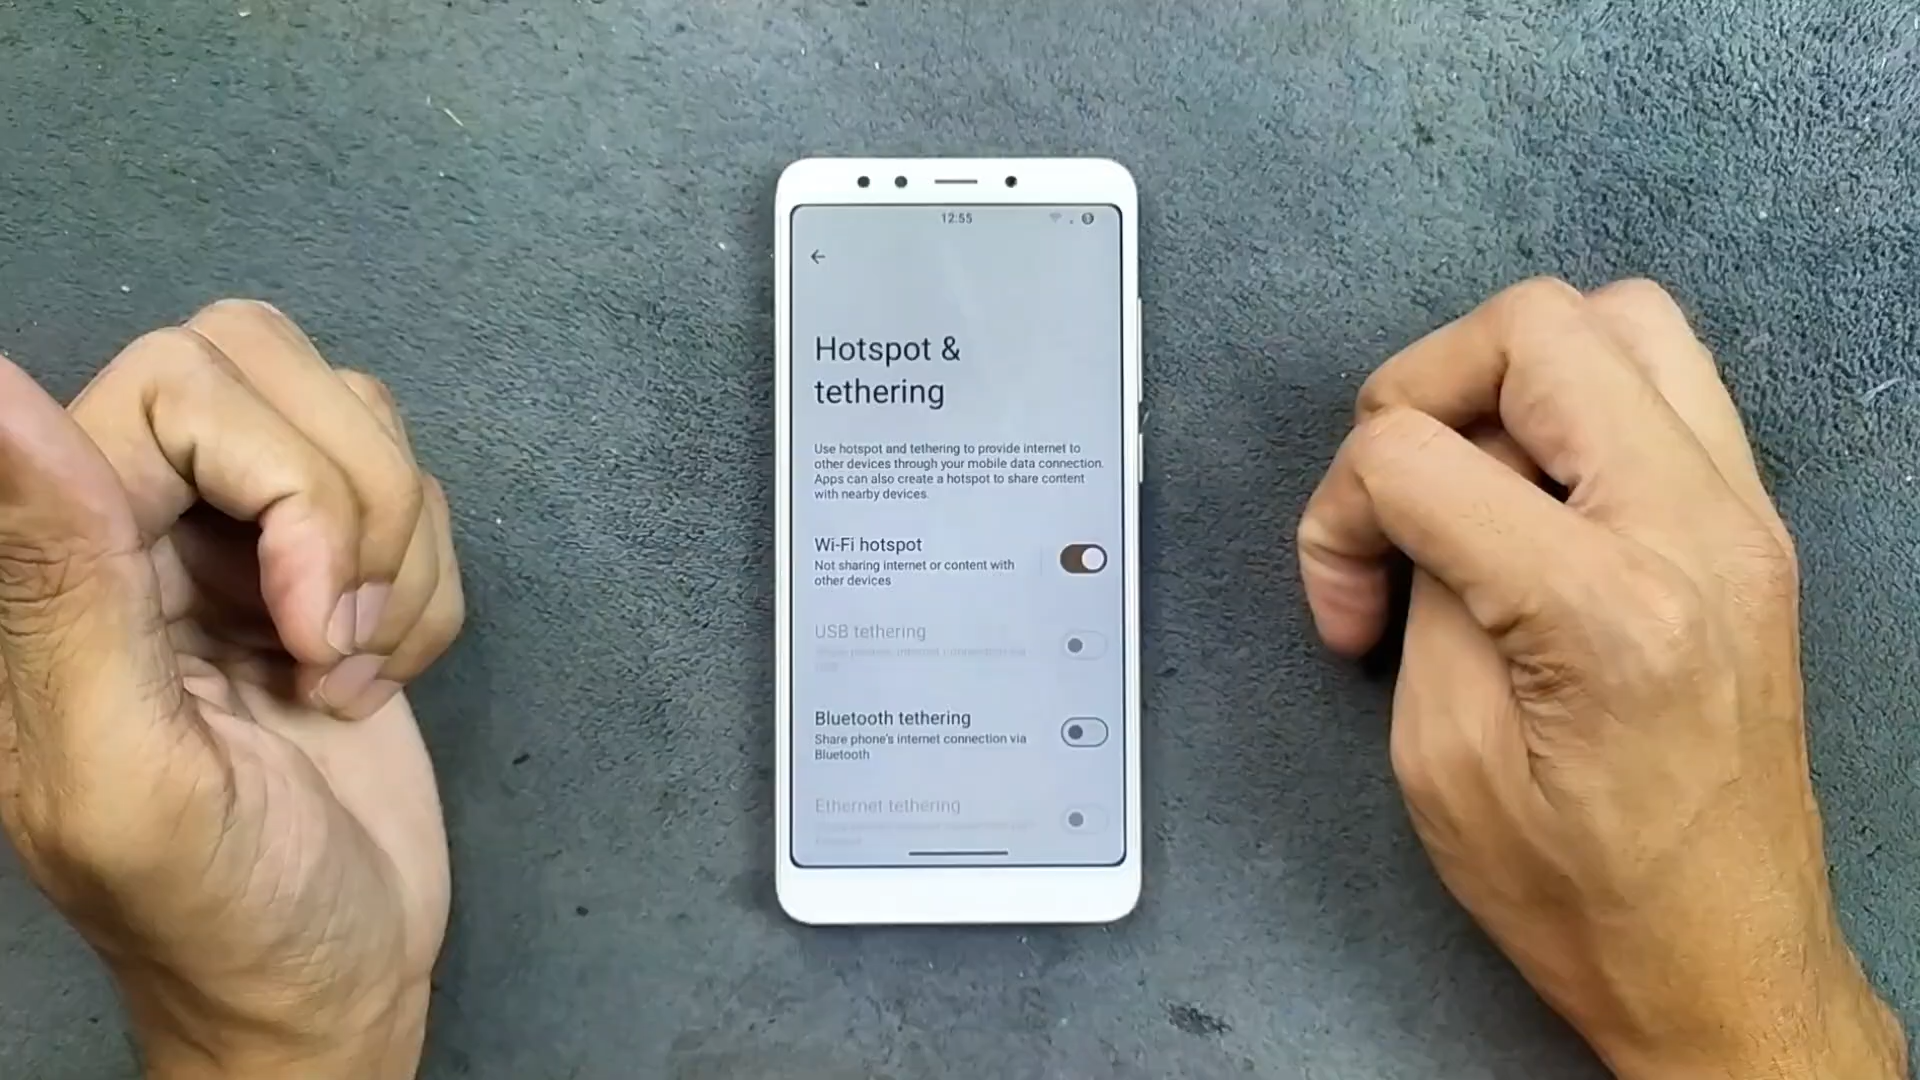 12:55
Hotspot &
tethering
Use hotspot and tethering to provide internet to
other devices through your mobile data connection.
Apps can also create a hotspot to share content
with nearby devices.
Wi-Fi hotspot
Not sharing internet or content with
other devices
USB tethering
Bluetooth tethering
Share phone's internet connection via
Bluetooth
Ethernet tethering